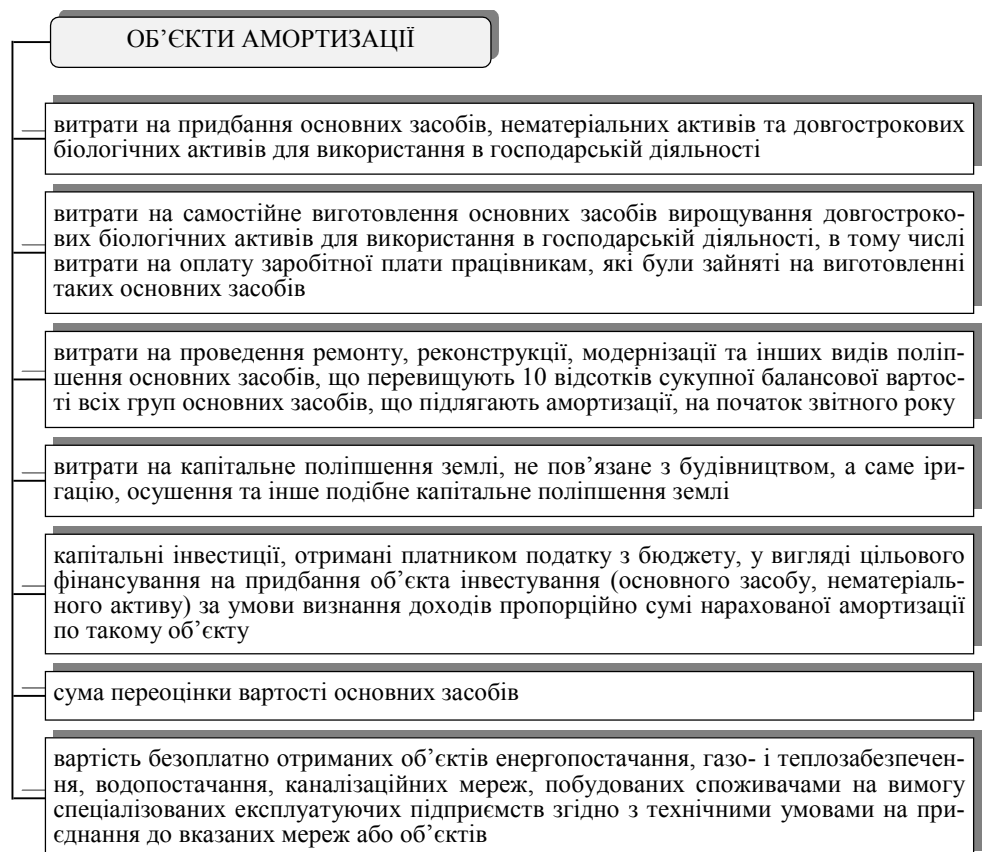 ОБ’ЄКТИ АМОРТИЗАЦІЇ
витрати на придбання основних засобів, нематеріальних активів та довгострокових
біологічних активів для використання в господарській діяльності
витрати на самостійне виготовлення основних засобів вирощування довгостроко-
вих біологічних активів для використання в господарській діяльності, в тому числі
витрати на оплату заробітної плати працівникам, які були зайняті на виготовленні
таких основних засобів
витрати на проведення ремонту, реконструкції, модернізації та інших видів поліп-
шення основних засобів, що перевищують 10 відсотків сукупної балансової вартос-
ті всіх груп основних засобів, що підлягають амортизації, на початок звітного року
витрати на капітальне поліпшення землі, не пов’язане з будівництвом, а саме ірі-
гацію, осушення та інше подібне капітальне поліпшення землі
капітальні інвестиції, отримані платником податку з бюджету, у вигляді цільового
фінансування на придбання об’єкта інвестування (основного засобу, нематеріаль-
ного активу) за умови визнання доходів пропорційно сумі нарахованої амортизації
по такому об’єкту
сума переоцінки вартості основних засобів
вартість безоплатно отриманих об’єктів енергопостачання, газо- і теплозабезпечен-
ня, водопостачання, каналізаційних мереж, побудованих споживачами на вимогу
спеціалізованих експлуатуючих підприємств згідно з технічними умовами на при-
єднання до вказаних мереж або об’єктів